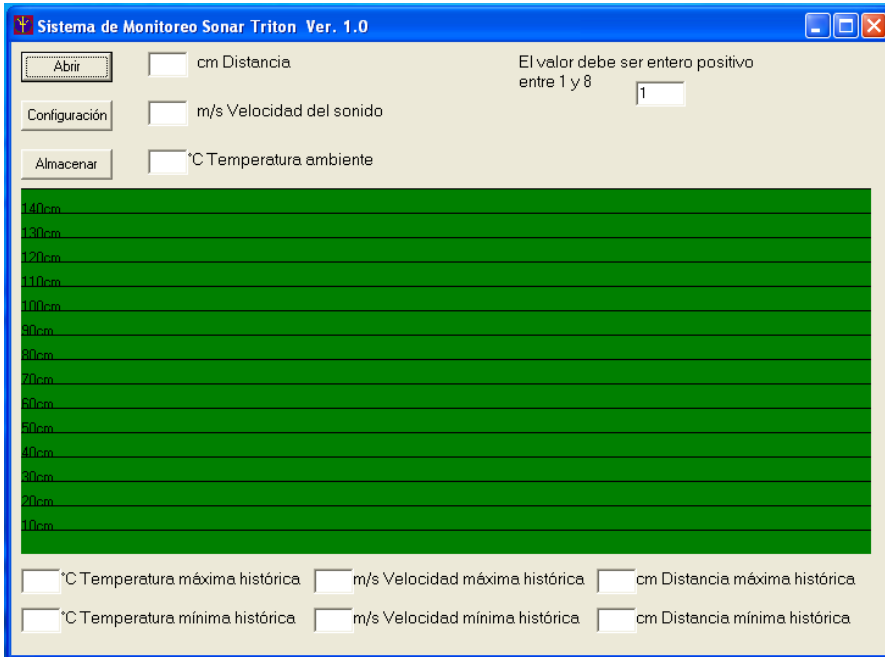 Sistema de Monitoreo Sonar Triton Ver. 1.0
Abrir
cm Distancia
El valor debe ser entero positivo
entre 1 y 8
1
Configuración
m/s Velocidad del sonido
Almacenar
°C Temperatura ambiente
140cm
130cm
120cm
110cm
100cm
90cm
80cm
70cm
60cm
50cm
40cm
30cm
20cm
10cm
°C Temperatura máxima histórica
m/s Velocidad máxima histórica
cm Distancia máxima histórica
°C Temperatura mínima histórica
m/s Velocidad mínima histórica
cm Distancia mínima histórica